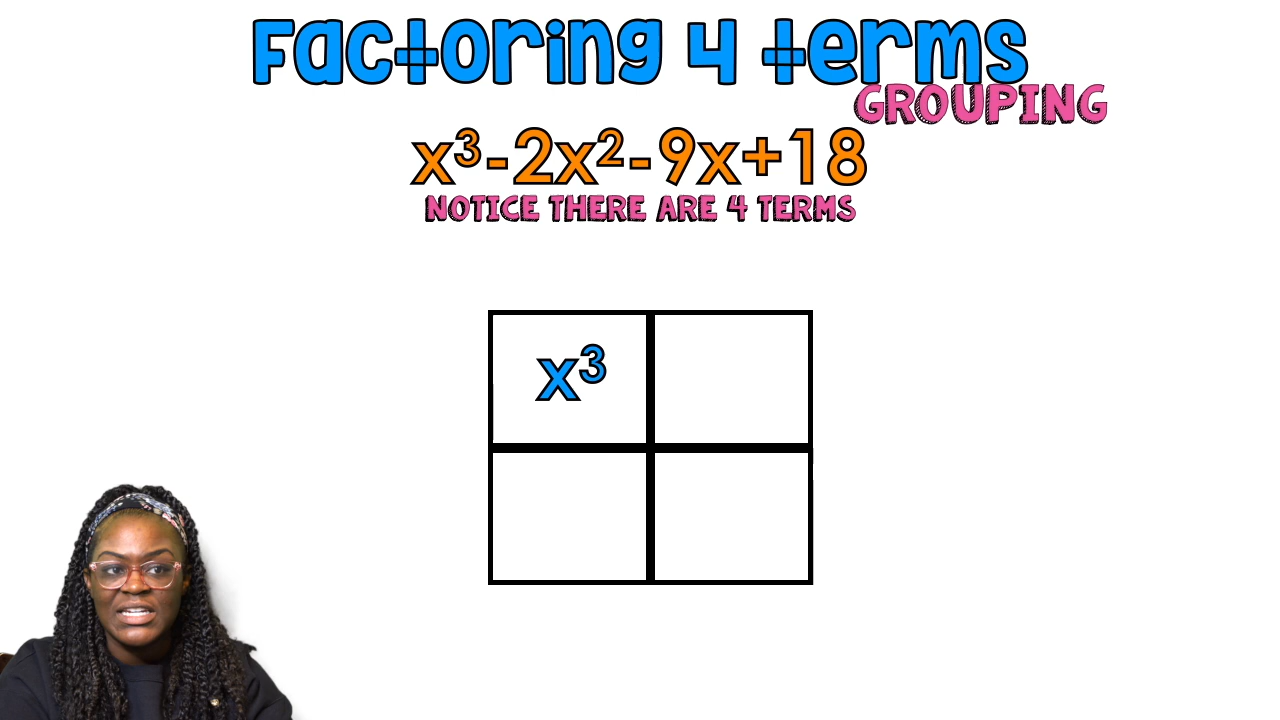 Factoring 4 terms
GROUPING
x³-2x²-9x+18
NOTICE THERE ARE 4 TERMS
x³